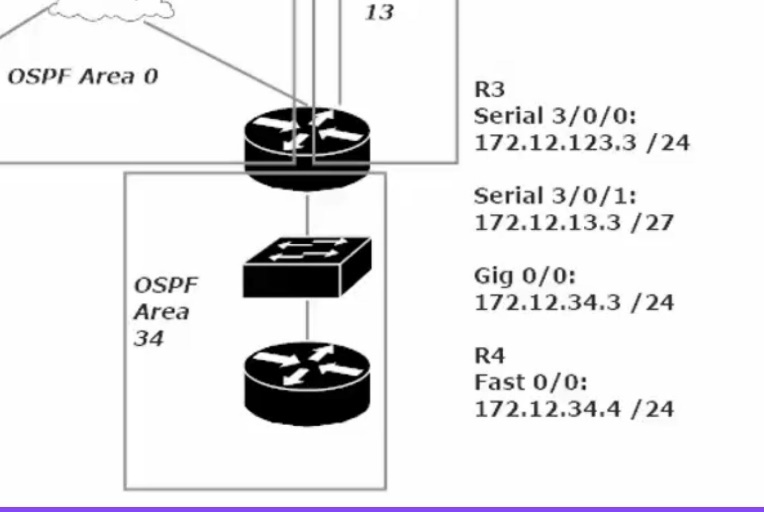 13
OSPF Area 0
R3
Serial 3/0/0:
172.12.123.3 /24
Serial 3/0/1:
172.12.13.3 /27
Gig 0/0:
172.12.34.3 /24
OSPF
Area
34
R4
Fast 0/0:
172.12.34.4 /24